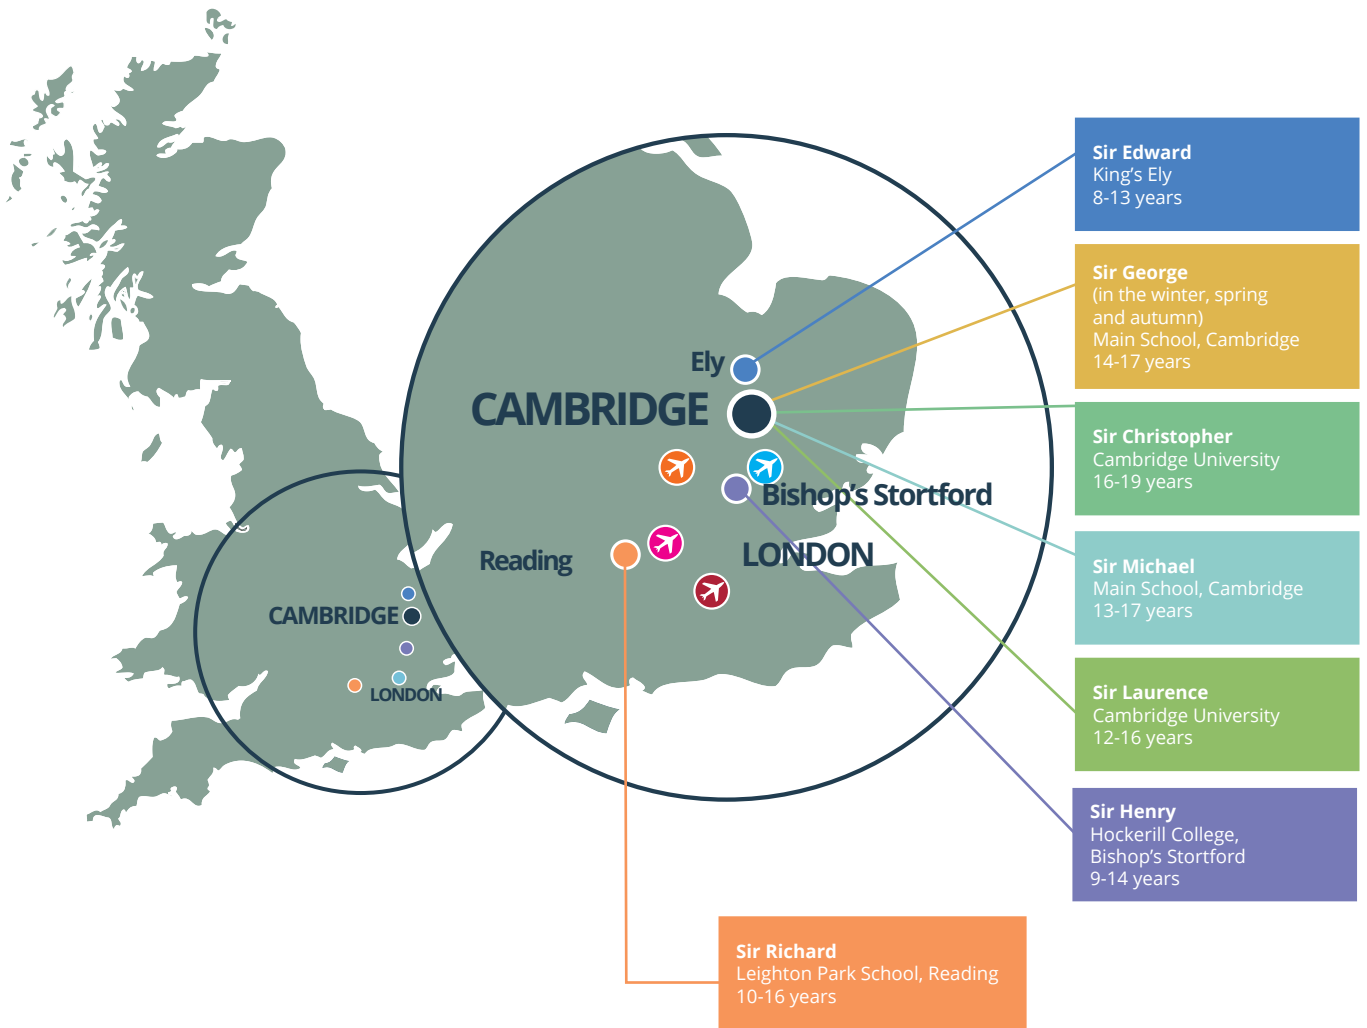 Sir Edward
King's Ely
8-13 years
Sir George
(in the winter, spring
and autumn)
Main School, Cambridge
14-17 years
Ely
CAMBRIDGE
Sir Christopher
Cambridge University
16-19 years
Bishop's Stortford
LONDON
Reading
Sir Michael
Main School, Cambridge
13-17 years
CAMBRIDGE
LONDON
Sir Laurence
Cambridge University
12-16 years
Sir Henry
Hockerill College,
Bishop's Stortford
9-14 years
Sir Richard
Leighton Park School, Reading
10-16 years